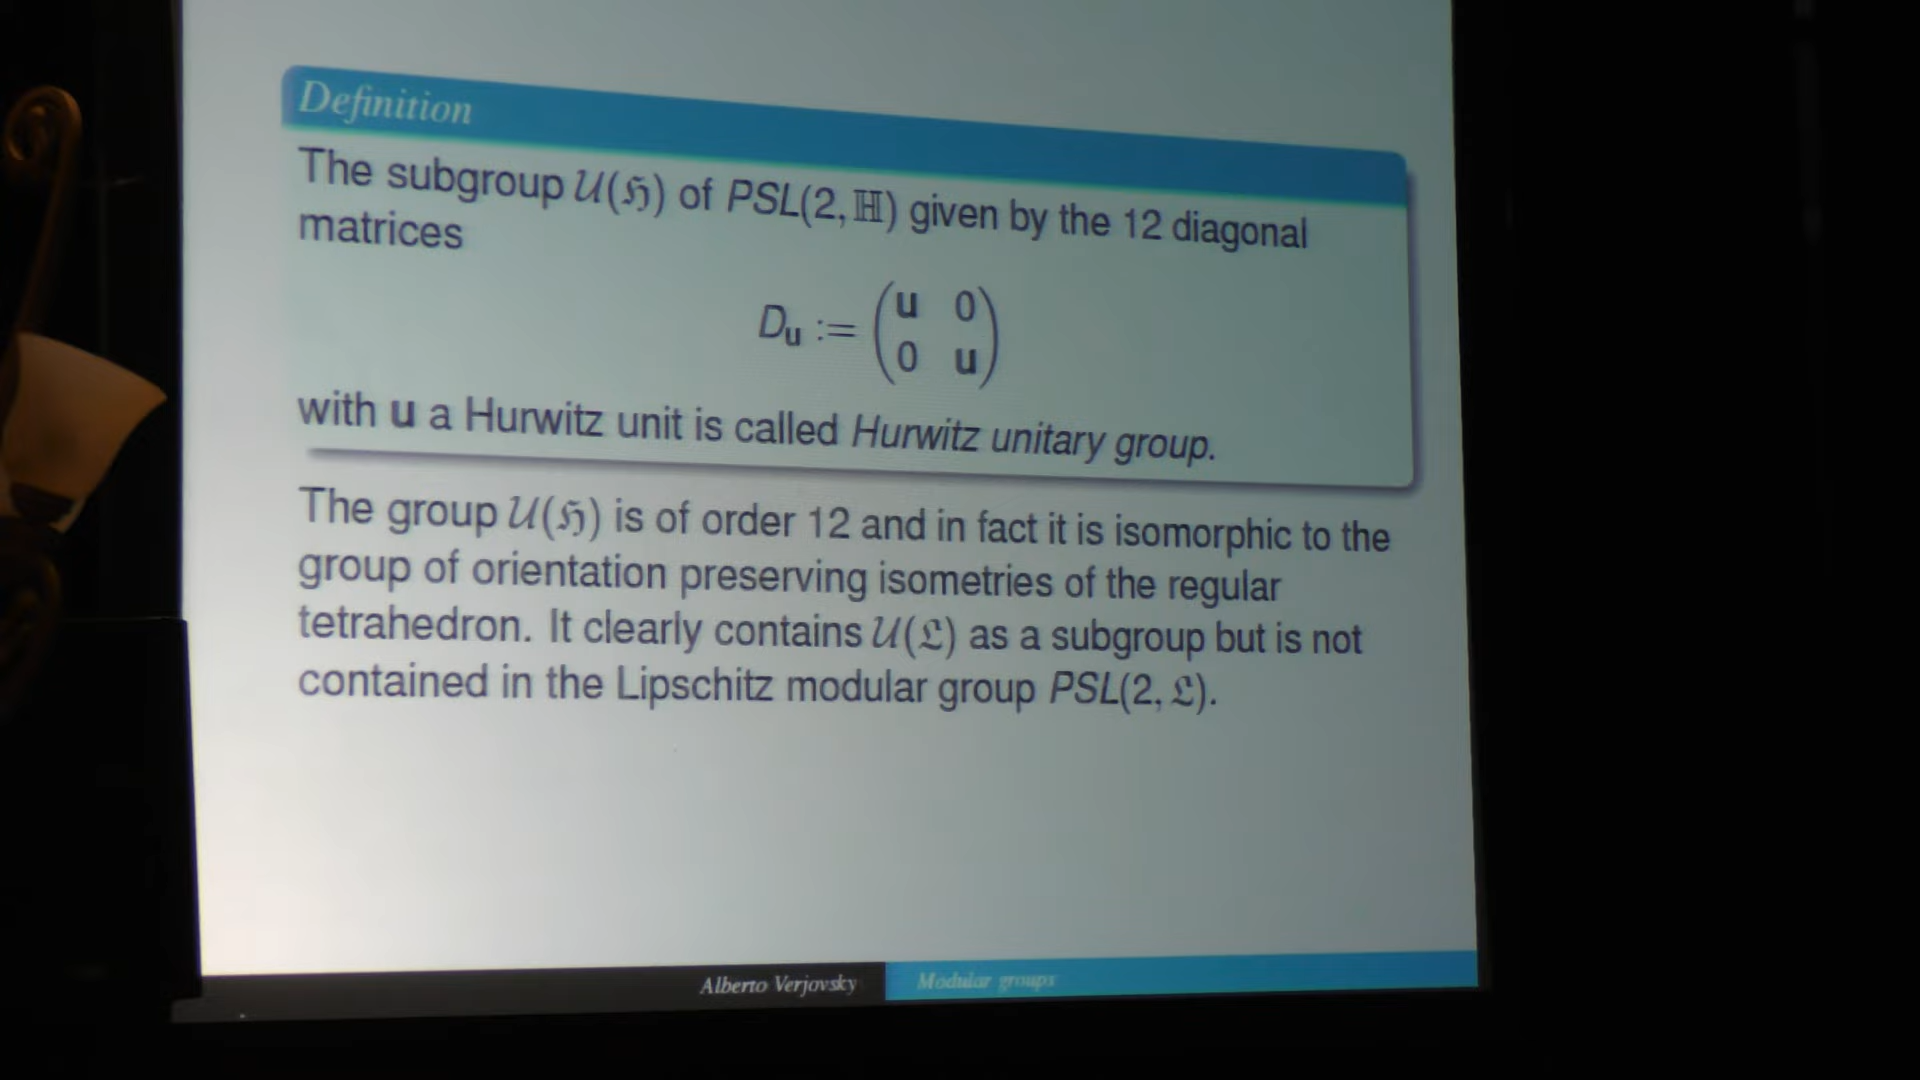 Definition
The subgroup 𝒰(ℌ) of PSL(2, ℍ) given by the 12 diagonal
matrices
D_u := (u 0
0 u)
with u a Hurwitz unit is called Hurwitz unitary group.
The group 𝒰(ℌ) is of order 12 and in fact it is isomorphic to the
group of orientation preserving isometries of the regular
tetrahedron. It clearly contains 𝒰(𝔏) as a subgroup but is not
contained in the Lipschitz modular group PSL(2, 𝔏).
Alberto Verjovsky Modular groups